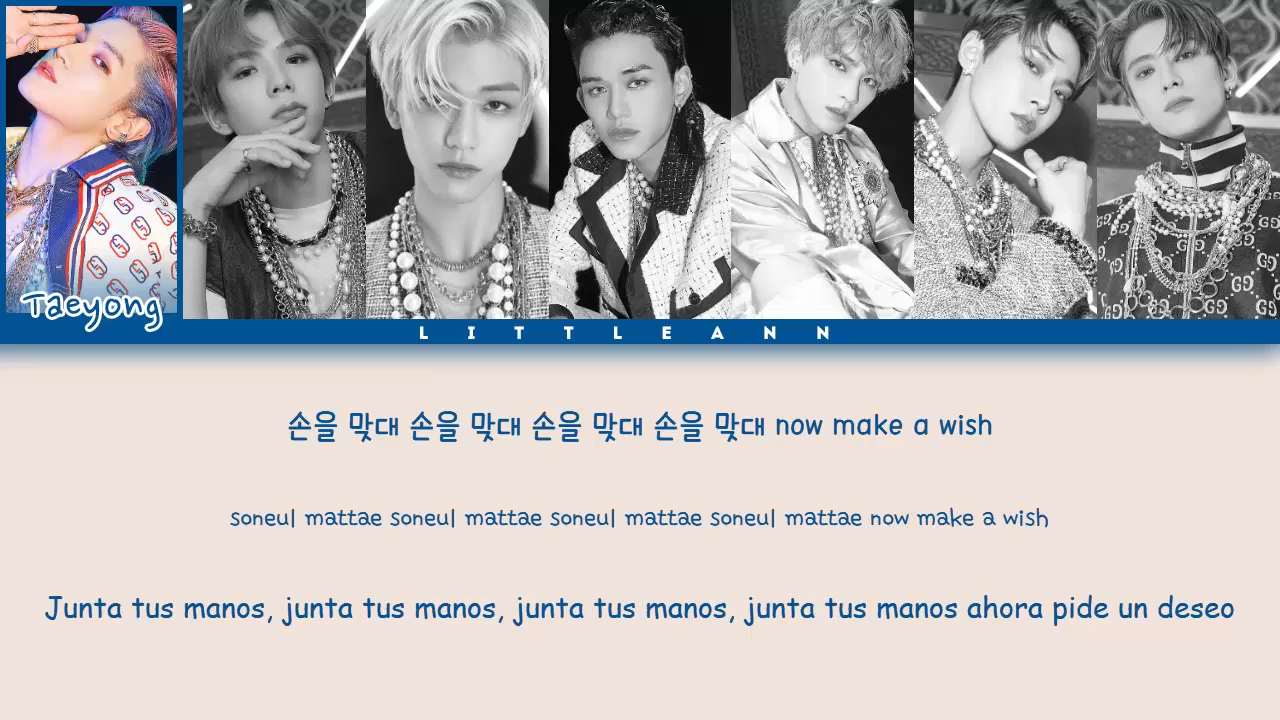 Taeyong
LITTLEANN
손을 맞대 손을 맞대 손을 맞대 손을 맞대 now make a wish
soneul mattae soneul mattae soneul mattae soneul mattae now make a wish
Junta tus manos, junta tus manos, junta tus manos, junta tus manos ahora pide un deseo